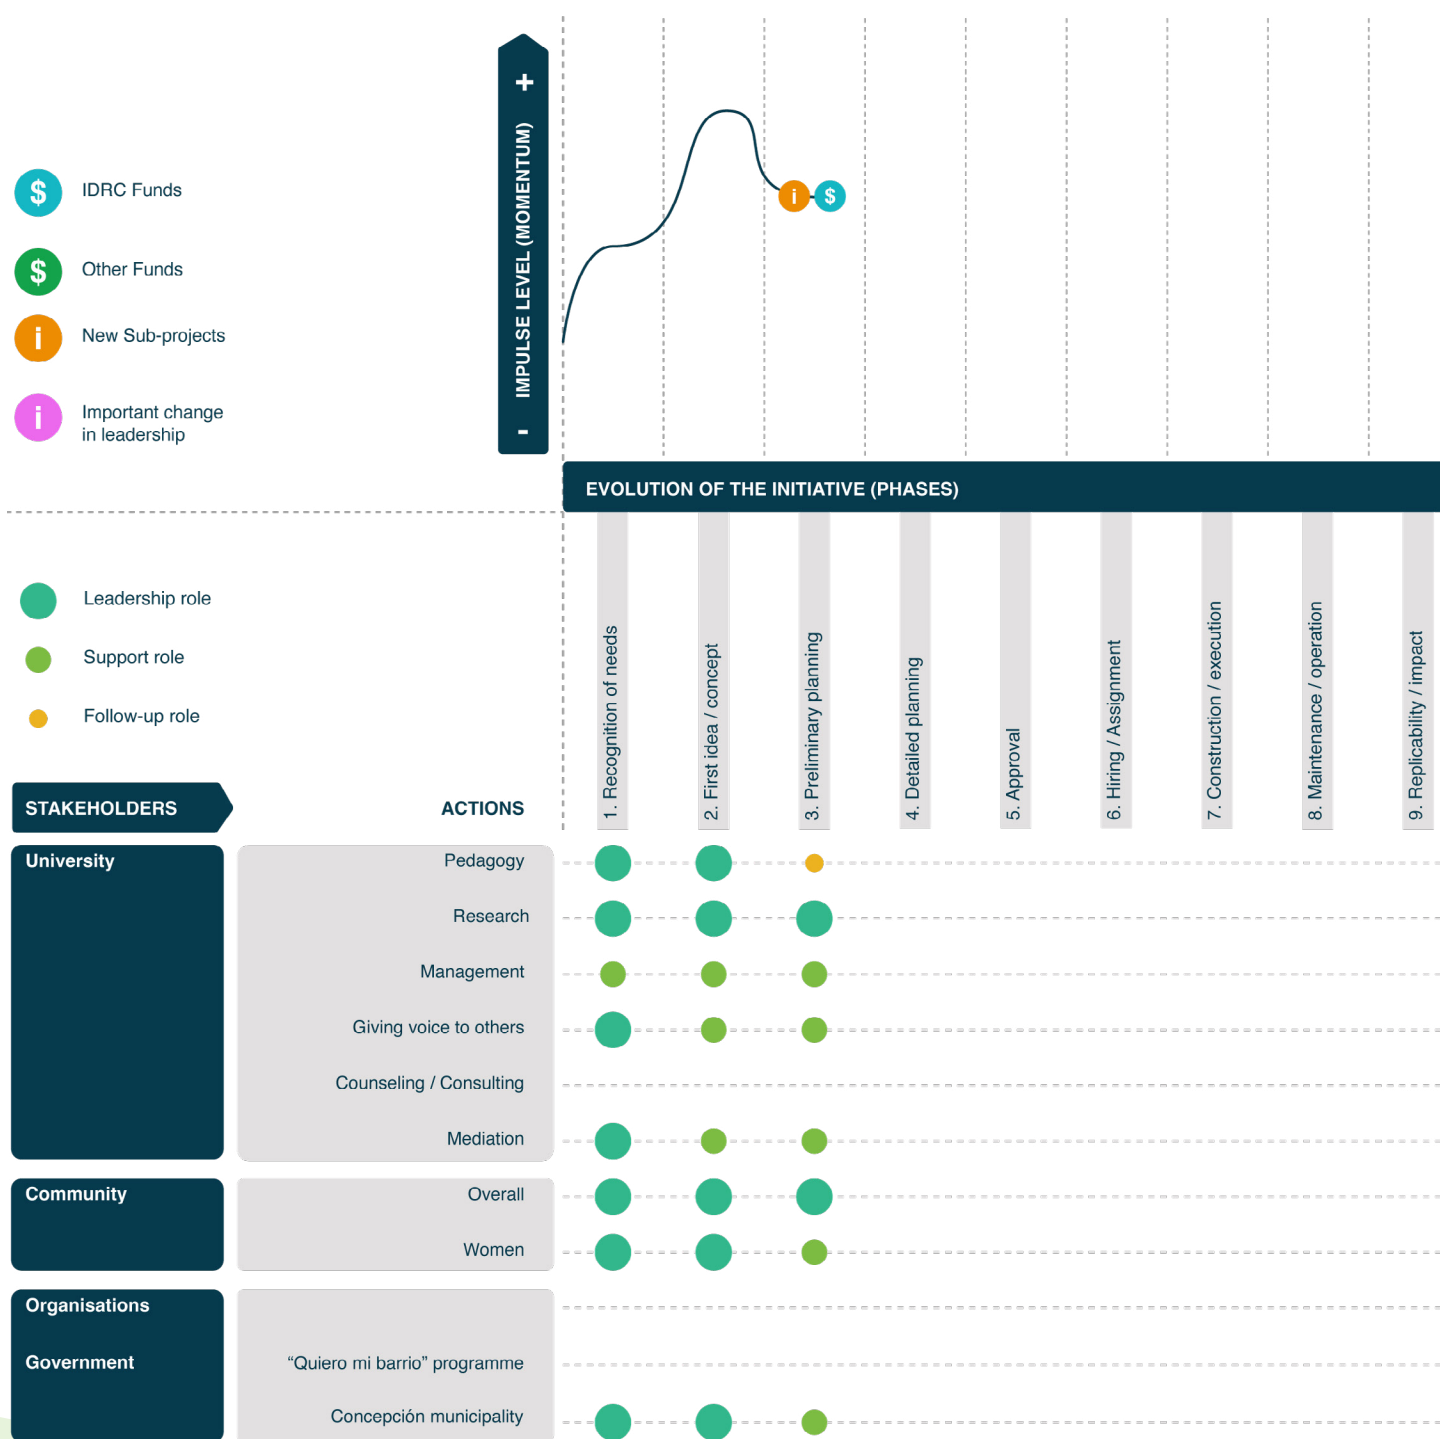 +
IMPULSE LEVEL (MOMENTUM)
-
$ IDRC Funds
$ Other Funds
i New Sub-projects
i Important change
in leadership
i $
EVOLUTION OF THE INITIATIVE (PHASES)
Leadership role
Support role
Follow-up role
1. Recognition of needs
2. First idea / concept
3. Preliminary planning
4. Detailed planning
5. Approval
6. Hiring / Assignment
7. Construction / execution
8. Maintenance / operation
9. Replicability / impact
STAKEHOLDERS ACTIONS
University Pedagogy
Research
Management
Giving voice to others
Counseling / Consulting
Mediation
Community Overall
Women
Organisations
Government “Quiero mi barrio” programme
Concepción municipality